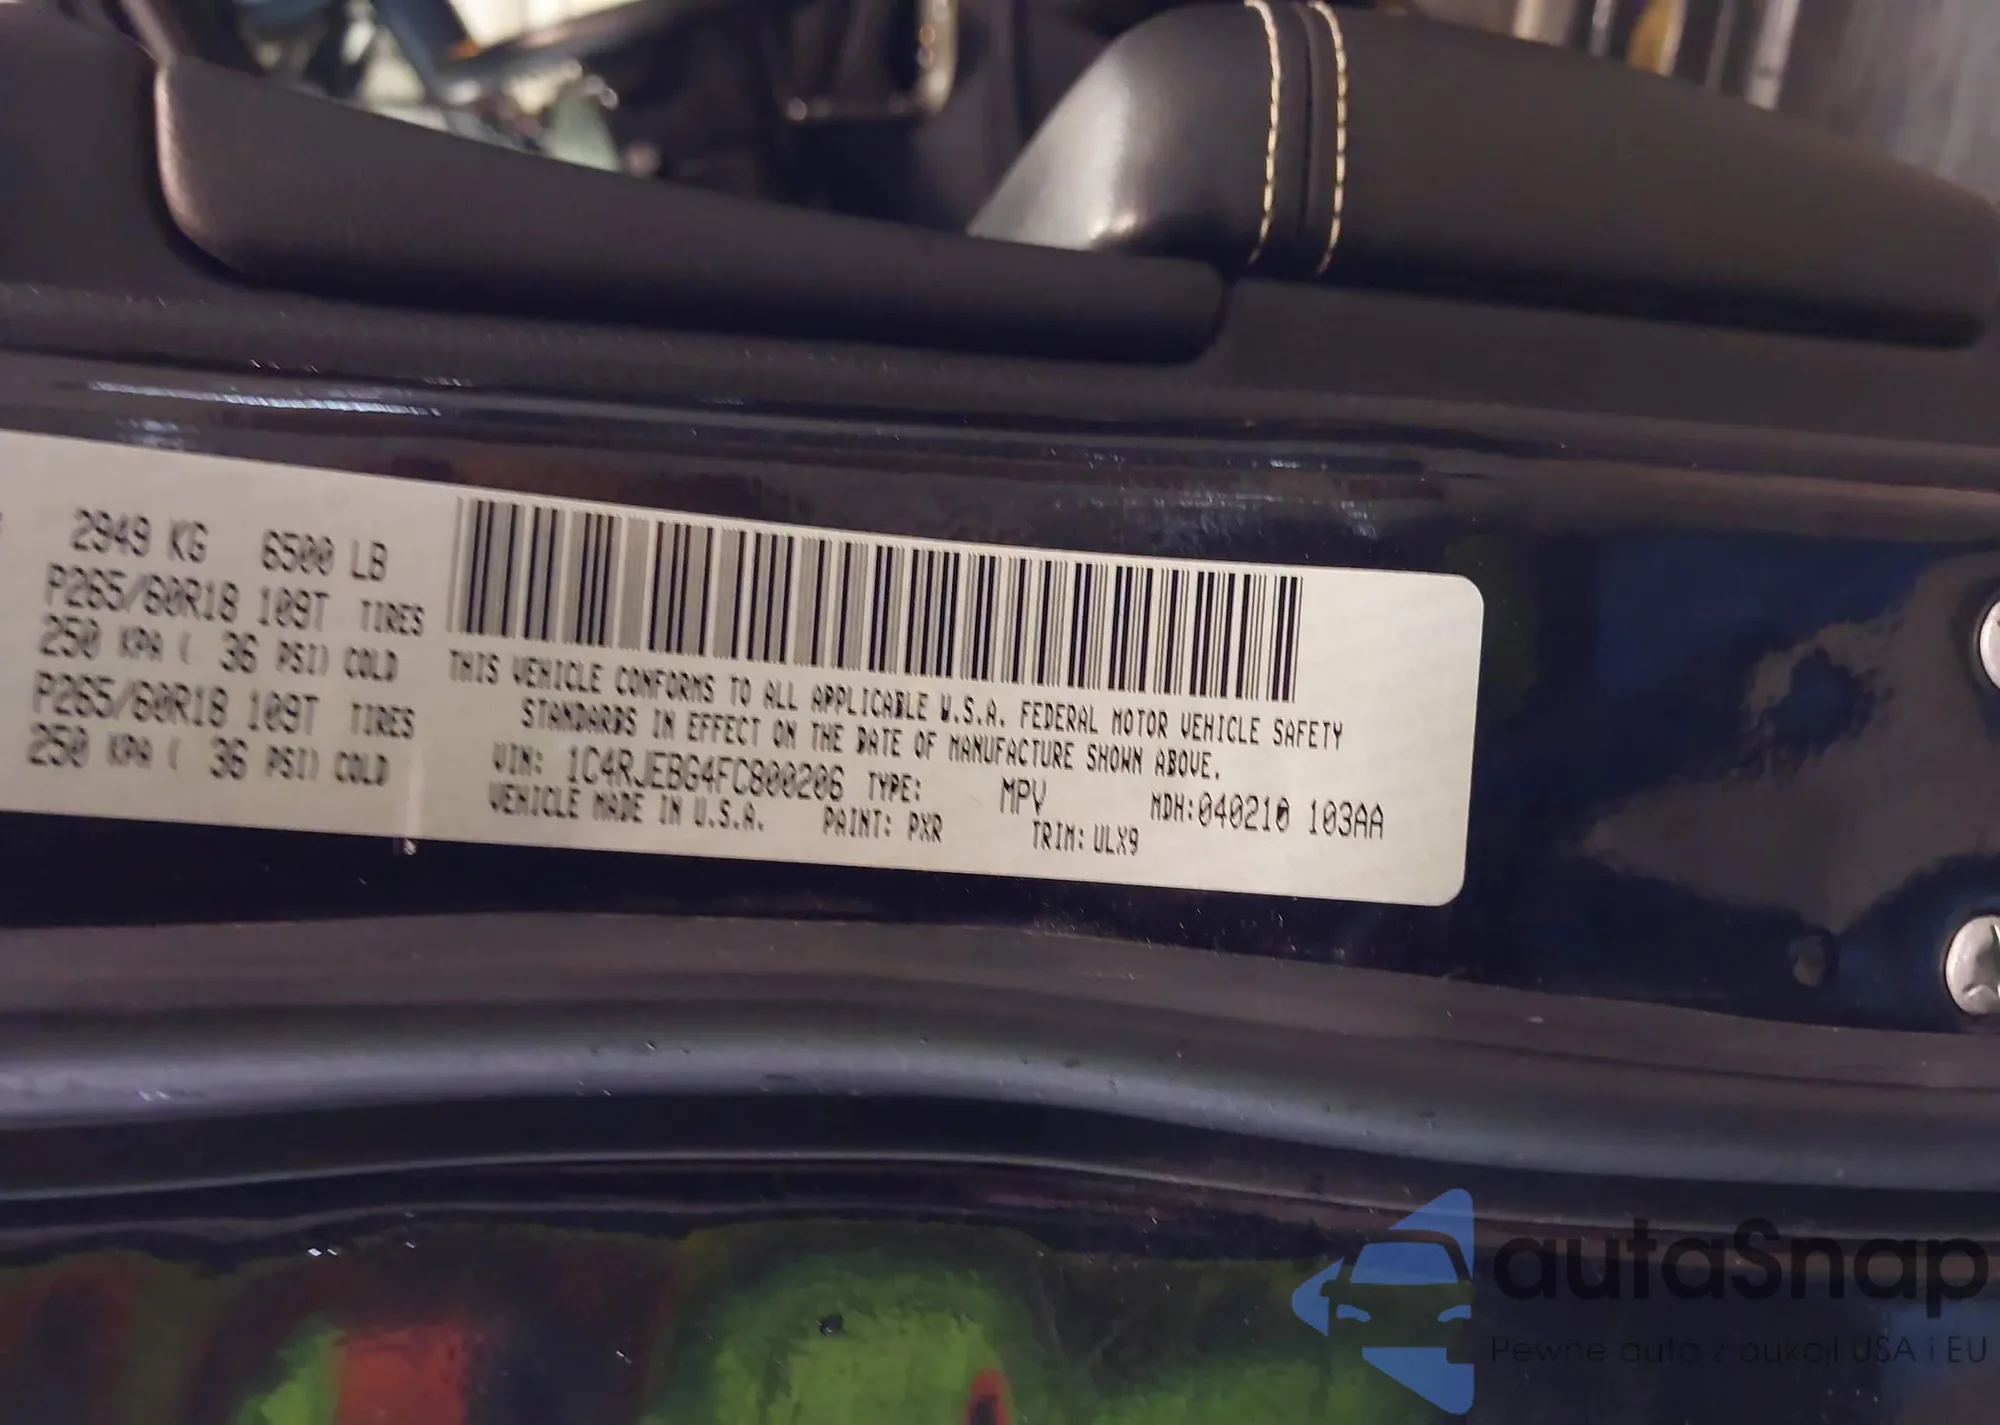 2949 KG 6500 LB
P265/60R18 109T TIRES
250 KPA ( 36 PSI) COLD
P265/60R18 109T TIRES
250 KPA ( 36 PSI) COLD
THIS VEHICLE CONFORMS TO ALL APPLICABLE U.S.A. FEDERAL MOTOR VEHICLE SAFETY
STANDARDS IN EFFECT ON THE DATE OF MANUFACTURE SHOWN ABOVE.
VIN: 1C4RJEBG4FC800206 TYPE: MPV MDH:040210 103AA
VEHICLE MADE IN U.S.A. PAINT: PXR TRIM: ULX9
autaSnap
Pewne auta z aukcji USA i EU